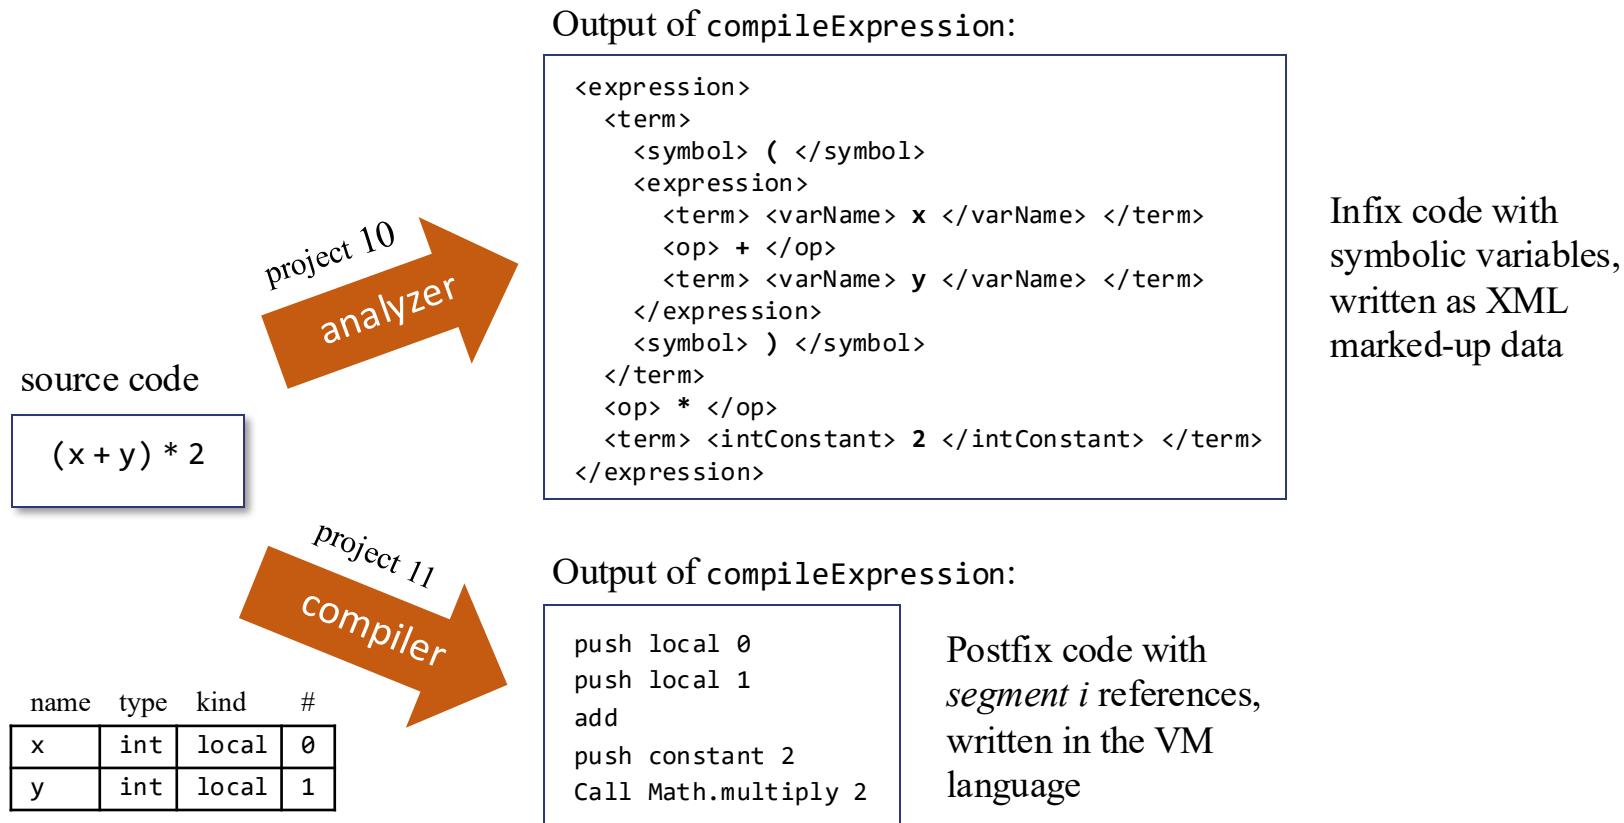 Output of compileExpression:
<expression>
  <term>
    <symbol> ( </symbol>
    <expression>
      <term> <varName> x </varName> </term>
      <op> + </op>
      <term> <varName> y </varName> </term>
    </expression>
    <symbol> ) </symbol>
  </term>
  <op> * </op>
  <term> <intConstant> 2 </intConstant> </term>
</expression>
Infix code with
symbolic variables,
written as XML
marked-up data
project 10
analyzer
source code
(x + y) * 2
project 11
compiler
name type kind #
x int local 0
y int local 1
Output of compileExpression:
push local 0
push local 1
add
push constant 2
Call Math.multiply 2
Postfix code with
segment i references,
written in the VM
language